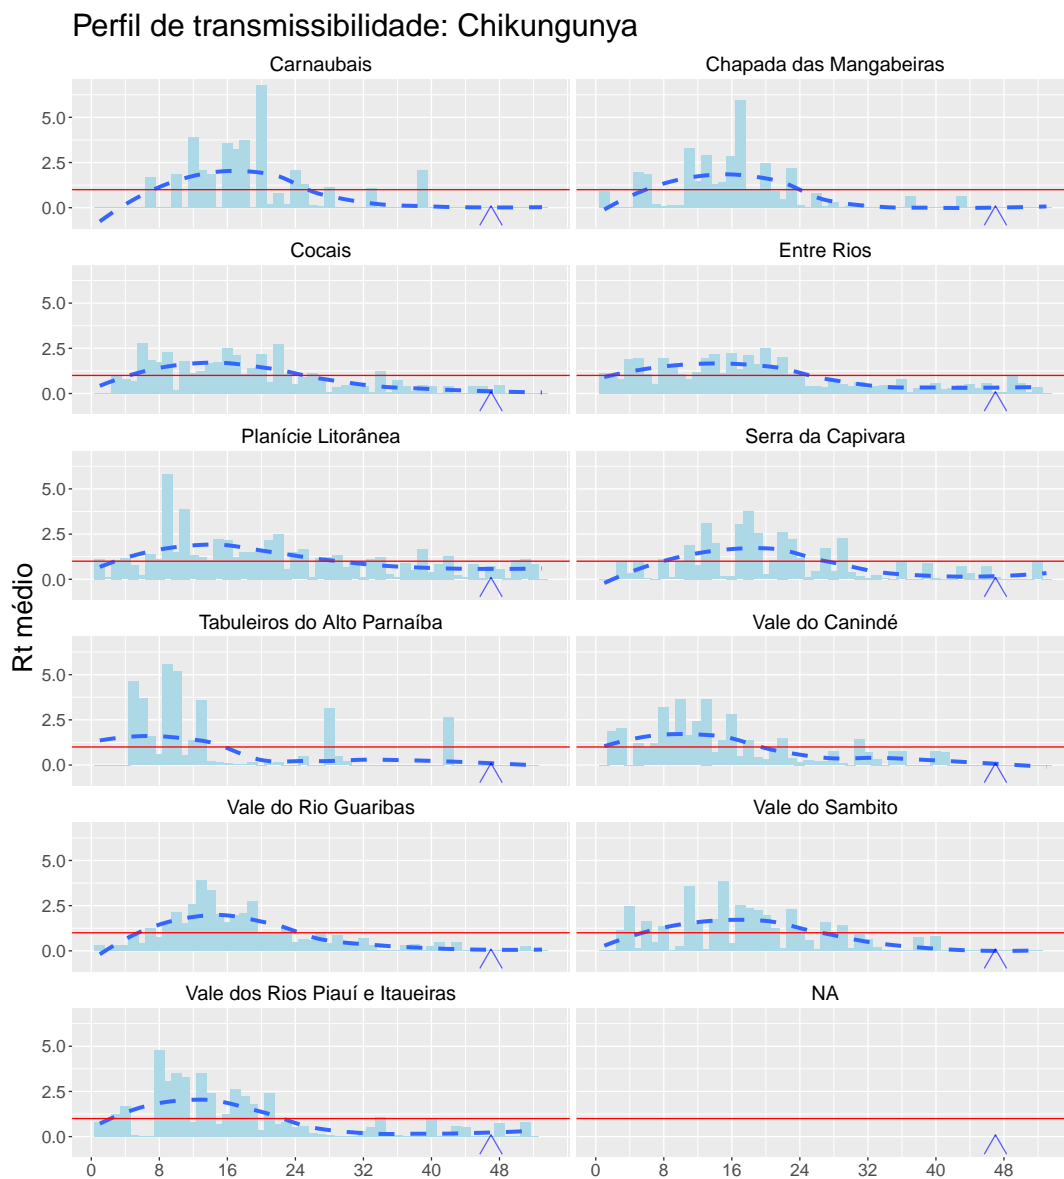 Perfil de transmissibilidade: Chikungunya
Carnaubais
Chapada das Mangabeiras
5.0
2.5
0.0
Cocais
Entre Rios
5.0
2.5
0.0
Planície Litorânea
Serra da Capivara
5.0
2.5
0.0
Rt médio
Tabuleiros do Alto Parnaíba
Vale do Canindé
5.0
2.5
0.0
Vale do Rio Guaribas
Vale do Sambito
5.0
2.5
0.0
Vale dos Rios Piauí e Itaueiras
NA
5.0
2.5
0.0
0 8 16 24 32 40 48
0 8 16 24 32 40 48